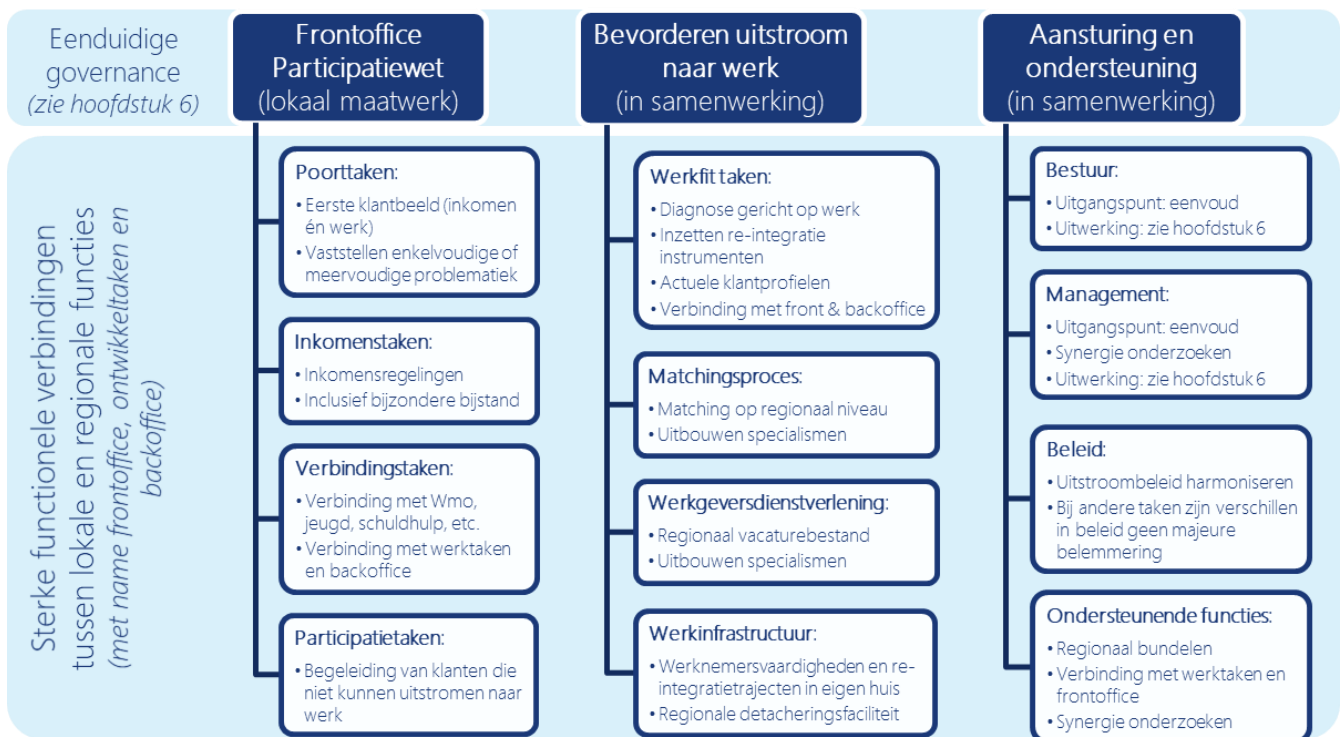 Eenduidige
governance
(zie hoofdstuk 6)
Frontoffice
Participatiewet
(lokaal maatwerk)
Bevorderen uitstroom
naar werk
(in samenwerking)
Aansturing en
ondersteuning
(in samenwerking)
Sterke functionele verbindingen
tussen lokale en regionale functies
(met name frontoffice, ontwikkeltaken en
backoffice)
Poorttaken:
• Eerste klantbeeld (inkomen
én werk)
• Vaststellen enkelvoudige of
meervoudige problematiek
Inkomenstaken:
• Inkomensregelingen
• Inclusief bijzondere bijstand
Verbindingstaken:
• Verbinding met Wmo,
jeugd, schuldhulp, etc.
• Verbinding met werktaken
en backoffice
Participatietaken:
• Begeleiding van klanten die
niet kunnen uitstromen naar
werk
Werkfit taken:
• Diagnose gericht op werk
• Inzetten re-integratie
instrumenten
• Actuele klantprofielen
• Verbinding met front & backoffice
Matchingsproces:
• Matching op regionaal niveau
• Uitbouwen specialismen
Werkgeversdienstverlening:
• Regionaal vacaturebestand
• Uitbouwen specialismen
Werkinfrastructuur:
• Werknemersvaardigheden en re-
integratietrajecten in eigen huis
• Regionale detacheringsfaciliteit
Bestuur:
• Uitgangspunt: eenvoud
• Uitwerking: zie hoofdstuk 6
Management:
• Uitgangspunt: eenvoud
• Synergie onderzoeken
• Uitwerking: zie hoofdstuk 6
Beleid:
• Uitstroombeleid harmoniseren
• Bij andere taken zijn verschillen
in beleid geen majeure
belemmering
Ondersteunende functies:
• Regionaal bundelen
• Verbinding met werktaken en
frontoffice
• Synergie onderzoeken